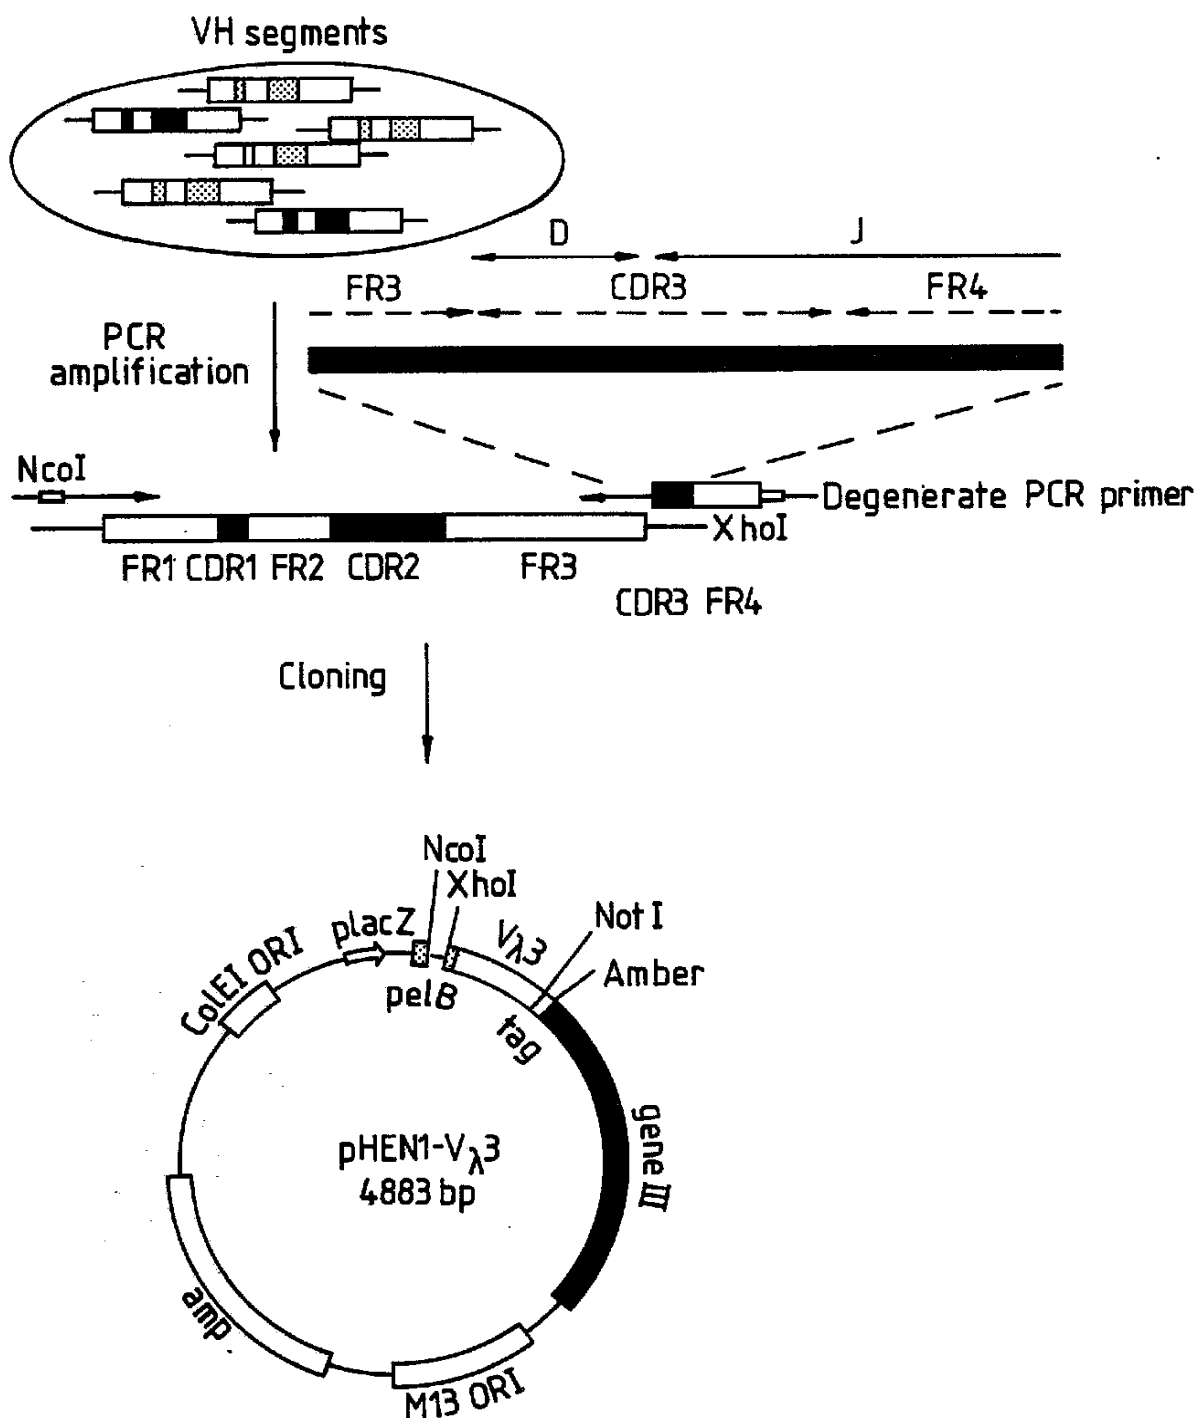 VH segments
D
J
FR3
CDR3
FR4
PCR
amplification
NcoI
Degenerate PCR primer
XhoI
FR1 CDR1 FR2 CDR2 FR3
CDR3 FR4
Cloning
NcoI
XhoI
Not I
Amber
placZ
Vλ3
ColEI ORI
pelB
tag
gene III
pHEN1-Vλ3
4883 bp
amp
M13 ORI